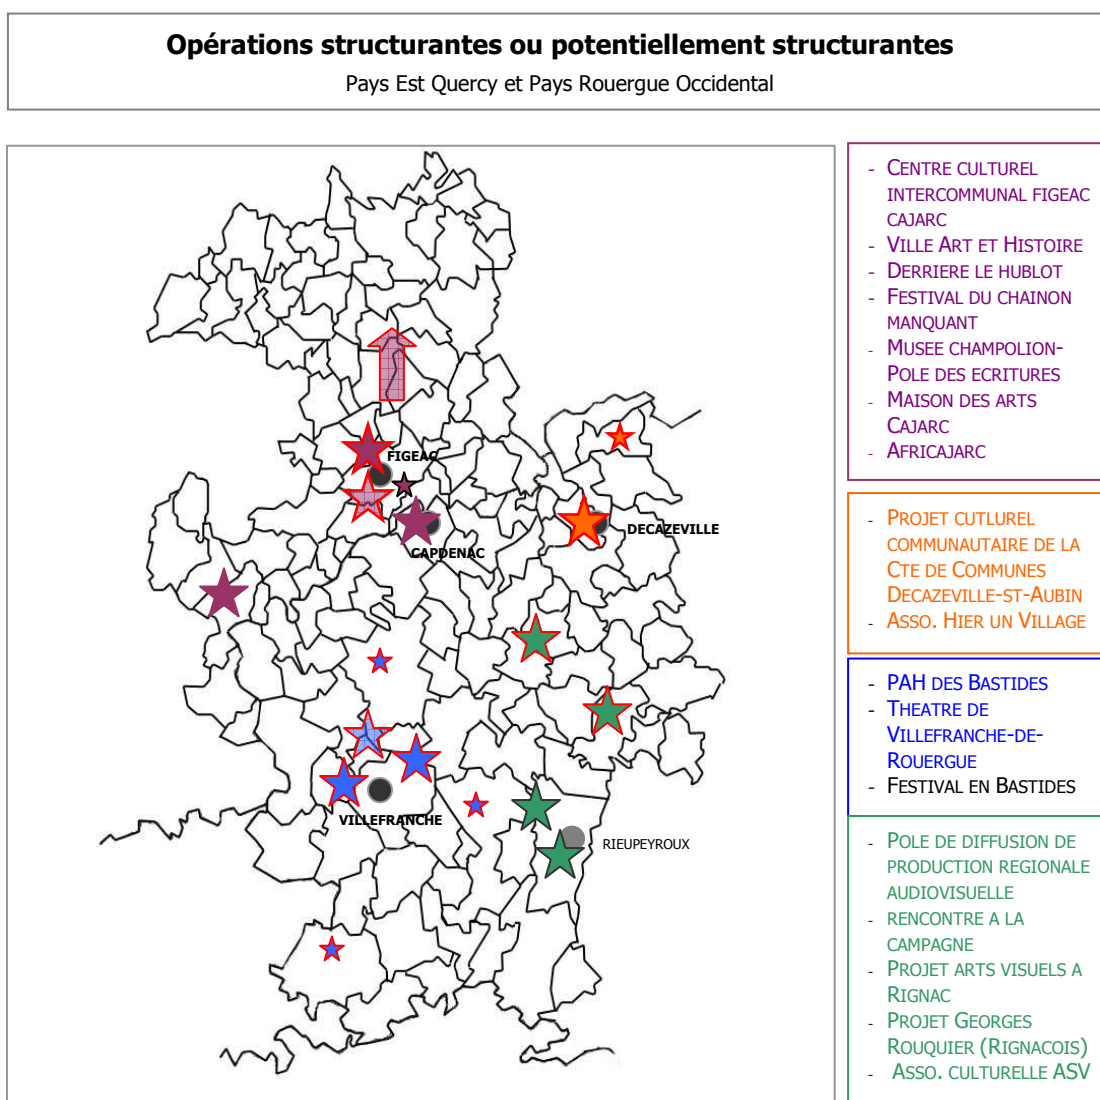 Opérations structurantes ou potentiellement structurantes
Pays Est Quercy et Pays Rouergue Occidental
FIGEAC
CAPDENAC
DECAZEVILLE
VILLEFRANCHE
RIEUPEYROUX
- CENTRE CULTUREL
INTERCOMMUNAL FIGEAC
CAJARC
- VILLE ART ET HISTOIRE
- DERRIERE LE HUBLOT
- FESTIVAL DU CHAINON
MANQUANT
- MUSEE CHAMPOLION-
POLE DES ECRITURES
- MAISON DES ARTS
CAJARC
- AFRICAJARC
- PROJET CUTLUREL
COMMUNAUTAIRE DE LA
CTE DE COMMUNES
DECAZEVILLE-ST-AUBIN
- ASSO. HIER UN VILLAGE
- PAH DES BASTIDES
- THEATRE DE
VILLEFRANCHE-DE-
ROUERGUE
- FESTIVAL EN BASTIDES
- POLE DE DIFFUSION DE
PRODUCTION REGIONALE
AUDIOVISUELLE
- RENCONTRE A LA
CAMPAGNE
- PROJET ARTS VISUELS A
RIGNAC
- PROJET GEORGES
ROUQUIER (RIGNACOIS)
- ASSO. CULTURELLE ASV